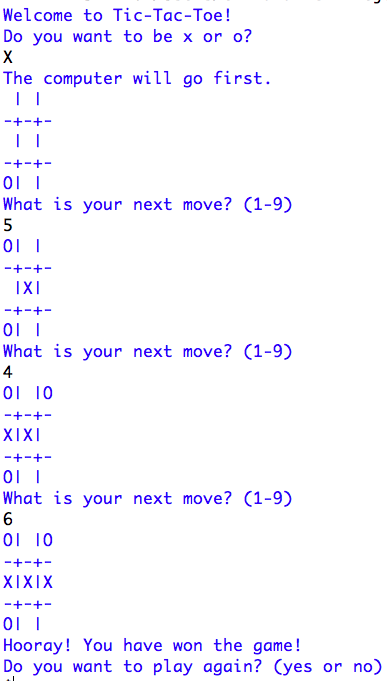 Welcome to Tic-Tac-Toe!
Do you want to be x or o?
X
The computer will go first.
 | |
-+-+-
 | |
-+-+-
O| |
What is your next move? (1-9)
5
O| |
-+-+-
 |X|
-+-+-
O| |
What is your next move? (1-9)
4
O| |O
-+-+-
X|X|
-+-+-
O| |
What is your next move? (1-9)
6
O| |O
-+-+-
X|X|X
-+-+-
O| |
Hooray! You have won the game!
Do you want to play again? (yes or no)